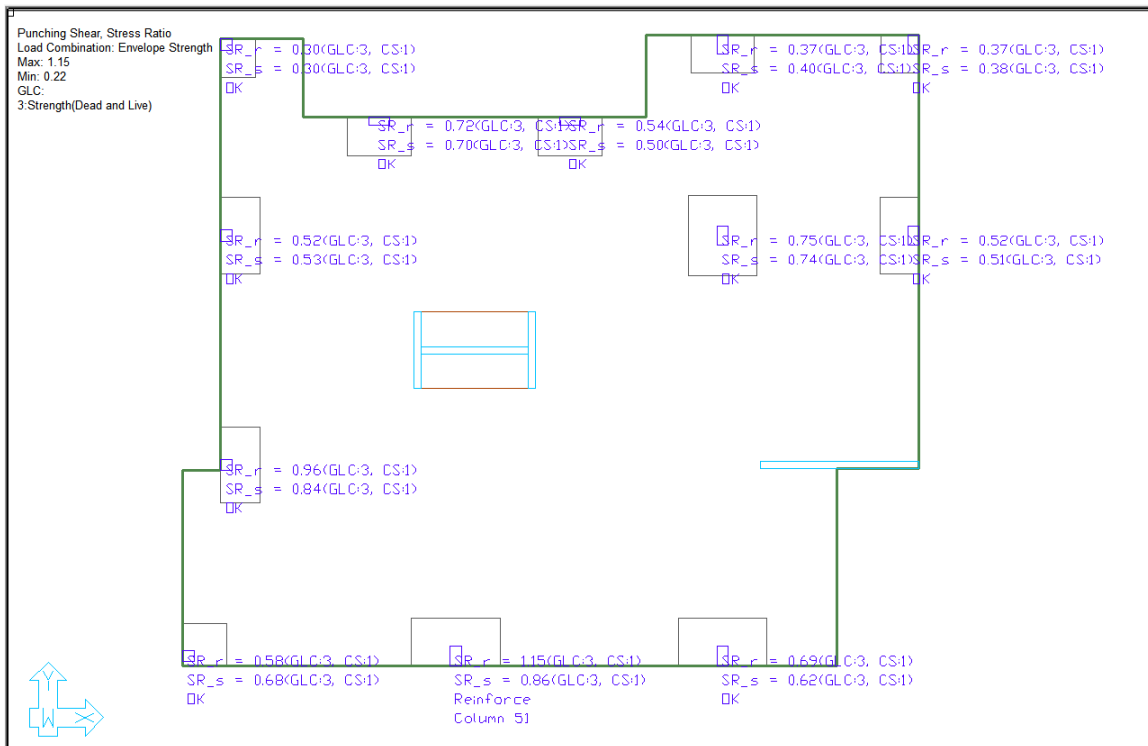 Punching Shear, Stress Ratio
Load Combination: Envelope Strength
Max: 1.15
Min: 0.22
GLC:
3:Strength(Dead and Live)
SR_r = 0.30(GLC:3, CS:1)
SR_s = 0.30(GLC:3, CS:1)
OK
SR_r = 0.37(GLC:3, CS:1)
SR_s = 0.40(GLC:3, CS:1)
OK
SR_r = 0.37(GLC:3, CS:1)
SR_s = 0.38(GLC:3, CS:1)
OK
SR_r = 0.72(GLC:3, CS:1)
SR_s = 0.70(GLC:3, CS:1)
OK
SR_r = 0.54(GLC:3, CS:1)
SR_s = 0.50(GLC:3, CS:1)
OK
SR_r = 0.52(GLC:3, CS:1)
SR_s = 0.53(GLC:3, CS:1)
OK
SR_r = 0.75(GLC:3, CS:1)
SR_s = 0.74(GLC:3, CS:1)
OK
SR_r = 0.52(GLC:3, CS:1)
SR_s = 0.51(GLC:3, CS:1)
OK
SR_r = 0.96(GLC:3, CS:1)
SR_s = 0.84(GLC:3, CS:1)
OK
SR_r = 0.58(GLC:3, CS:1)
SR_s = 0.68(GLC:3, CS:1)
OK
SR_r = 1.15(GLC:3, CS:1)
SR_s = 0.86(GLC:3, CS:1)
Reinforce
Column 51
SR_r = 0.69(GLC:3, CS:1)
SR_s = 0.62(GLC:3, CS:1)
OK
Y
W X